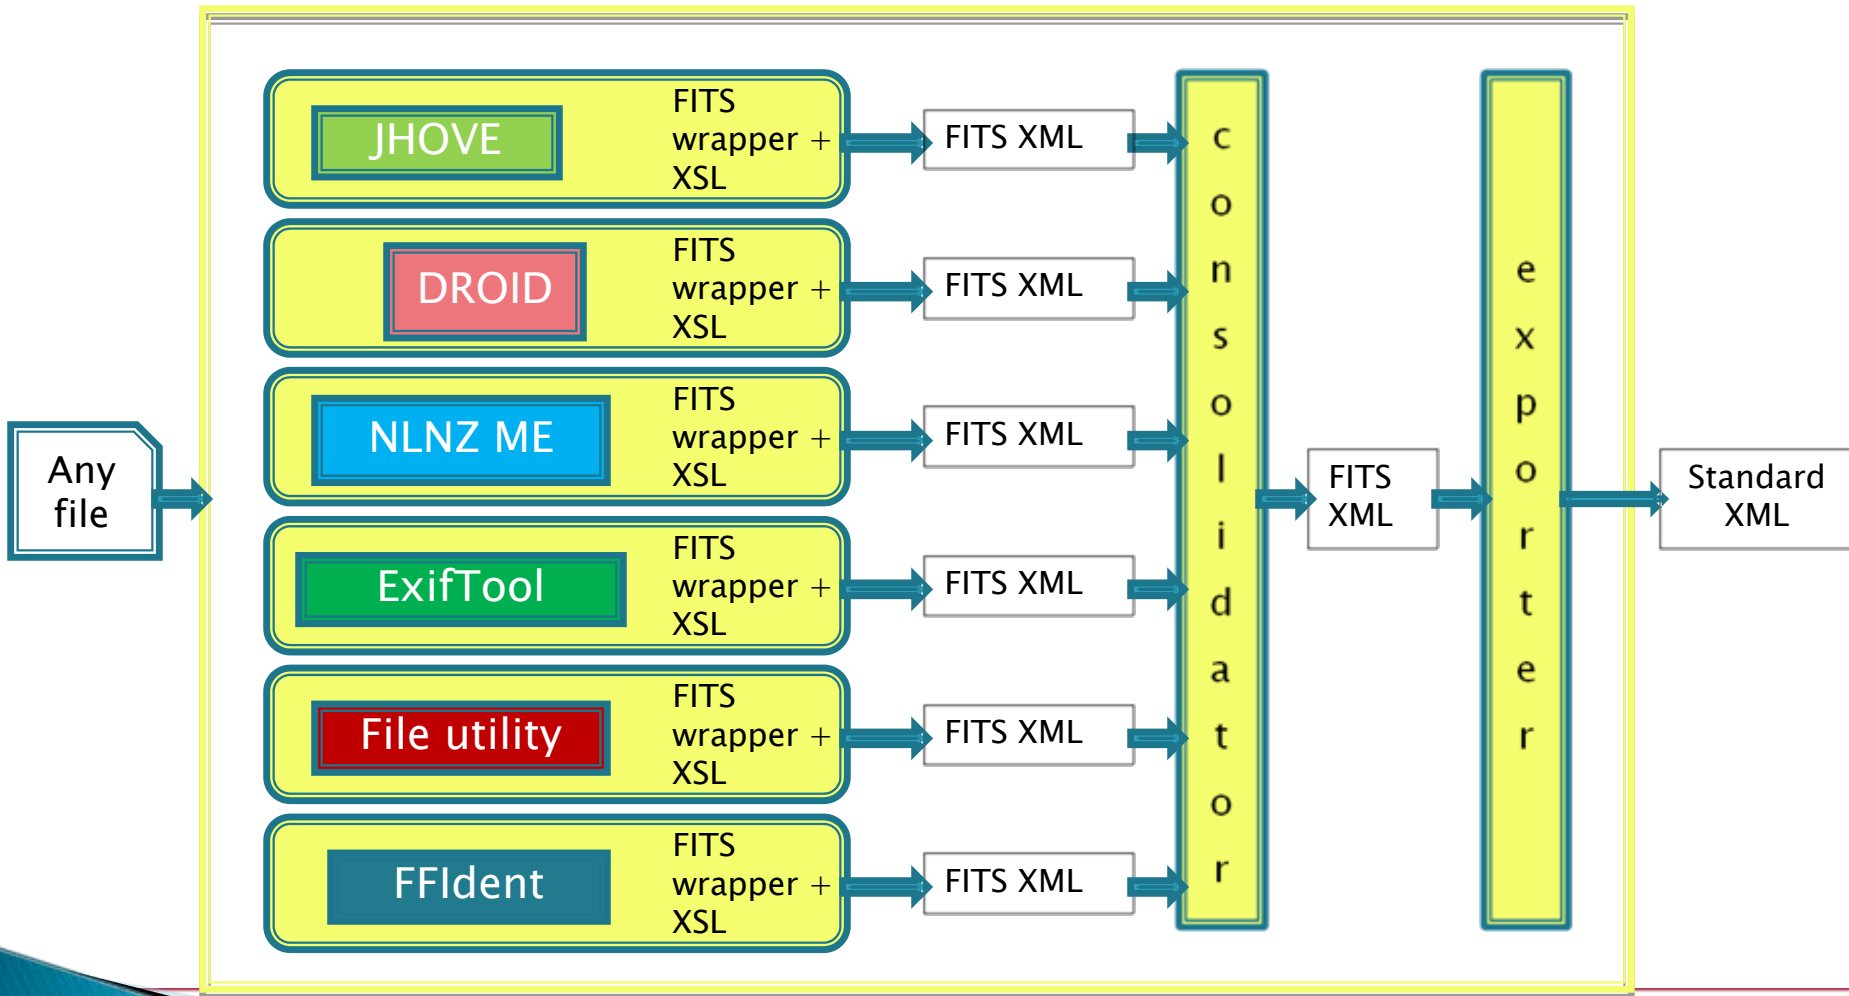 Any
file
JHOVE
FITS
wrapper +
XSL
FITS XML
DROID
FITS
wrapper +
XSL
FITS XML
NLNZ ME
FITS
wrapper +
XSL
FITS XML
ExifTool
FITS
wrapper +
XSL
FITS XML
File utility
FITS
wrapper +
XSL
FITS XML
FFIdent
FITS
wrapper +
XSL
FITS XML
consolidator
FITS
XML
exporter
Standard
XML